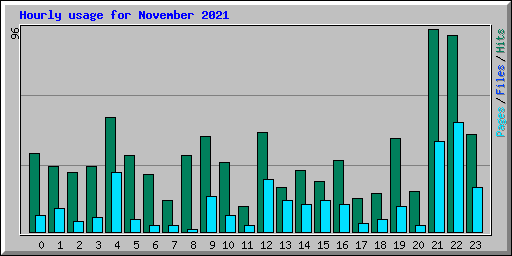 Hourly usage for November 2021
96
Pages / Files / Hits
0 1 2 3 4 5 6 7 8 9 10 11 12 13 14 15 16 17 18 19 20 21 22 23